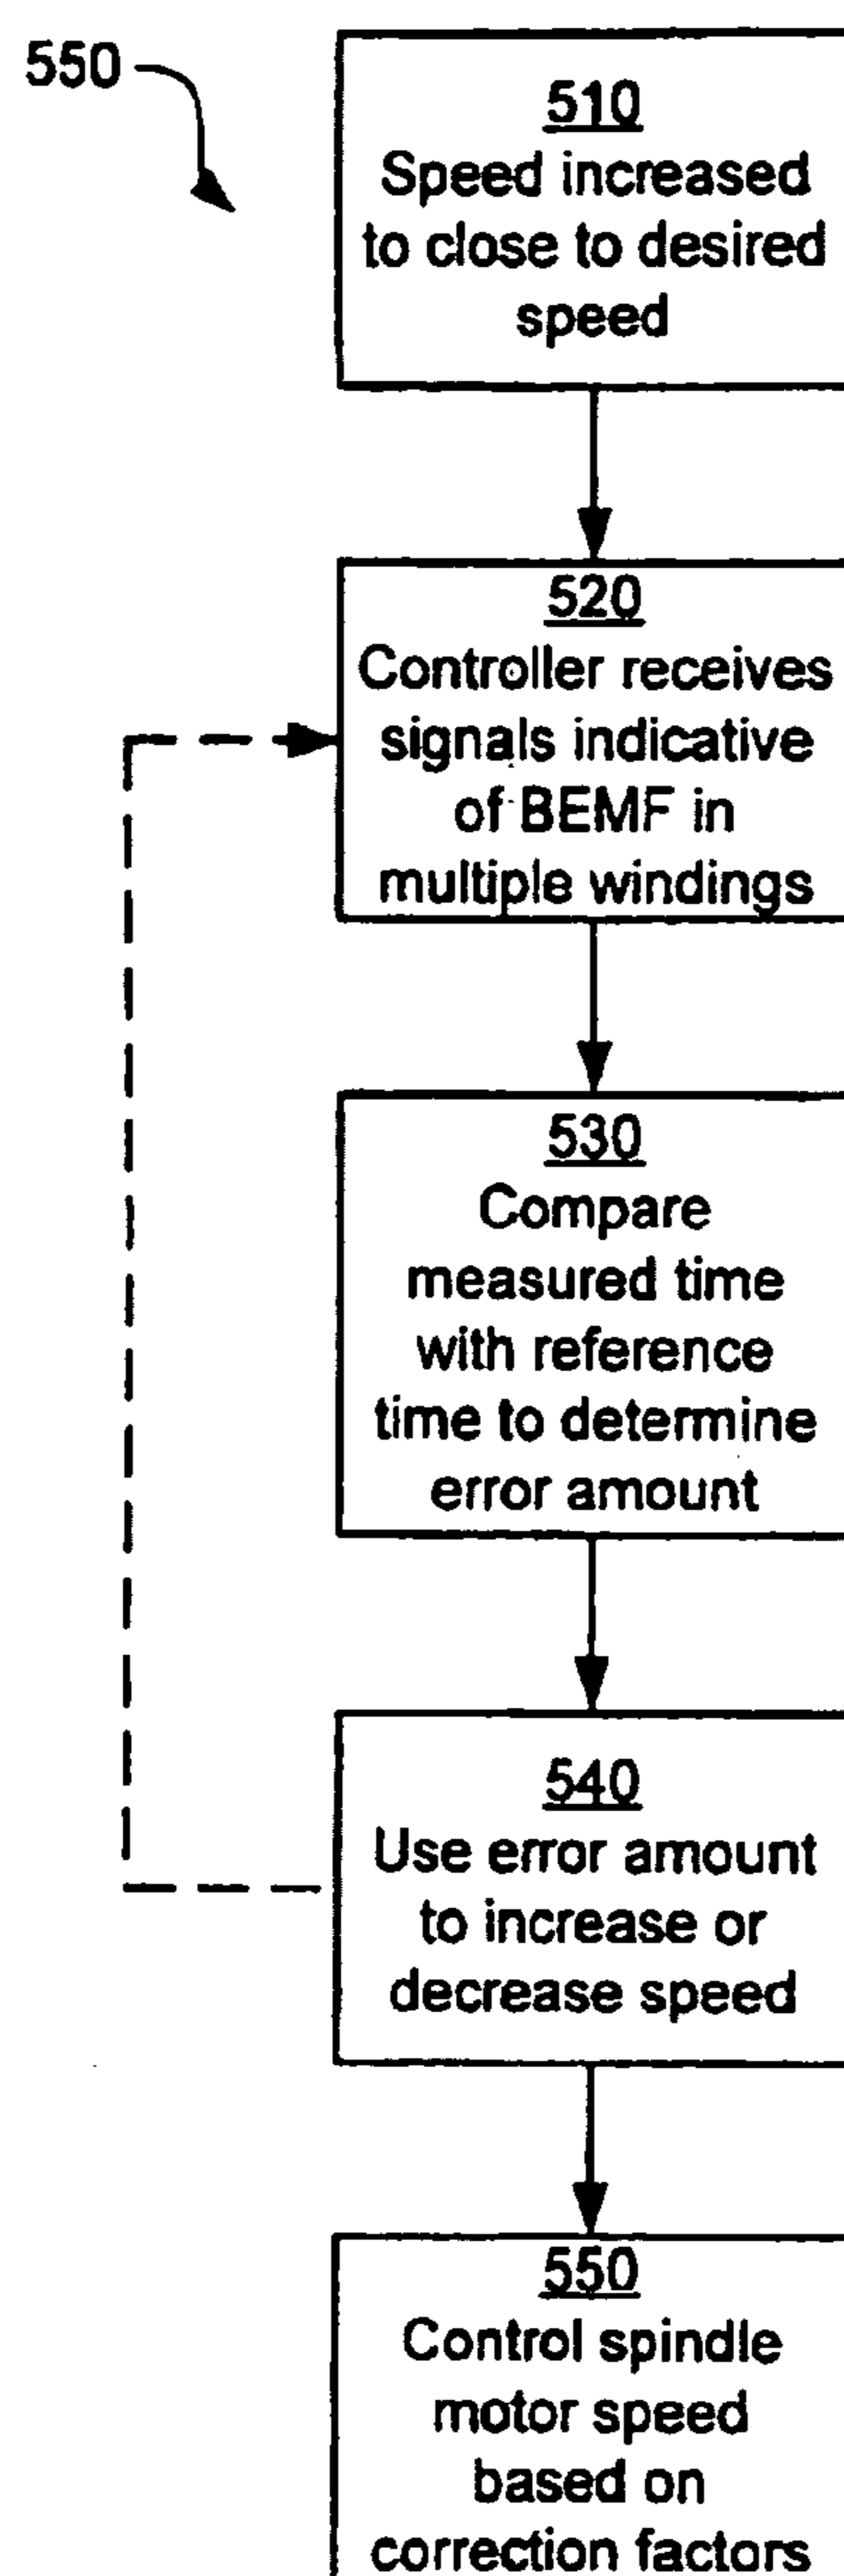 550
510
Speed increased
to close to desired
speed
520
Controller receives
signals indicative
of BEMF in
multiple windings
530
Compare
measured time
with reference
time to determine
error amount
540
Use error amount
to increase or
decrease speed
550
Control spindle
motor speed
based on
correction factors